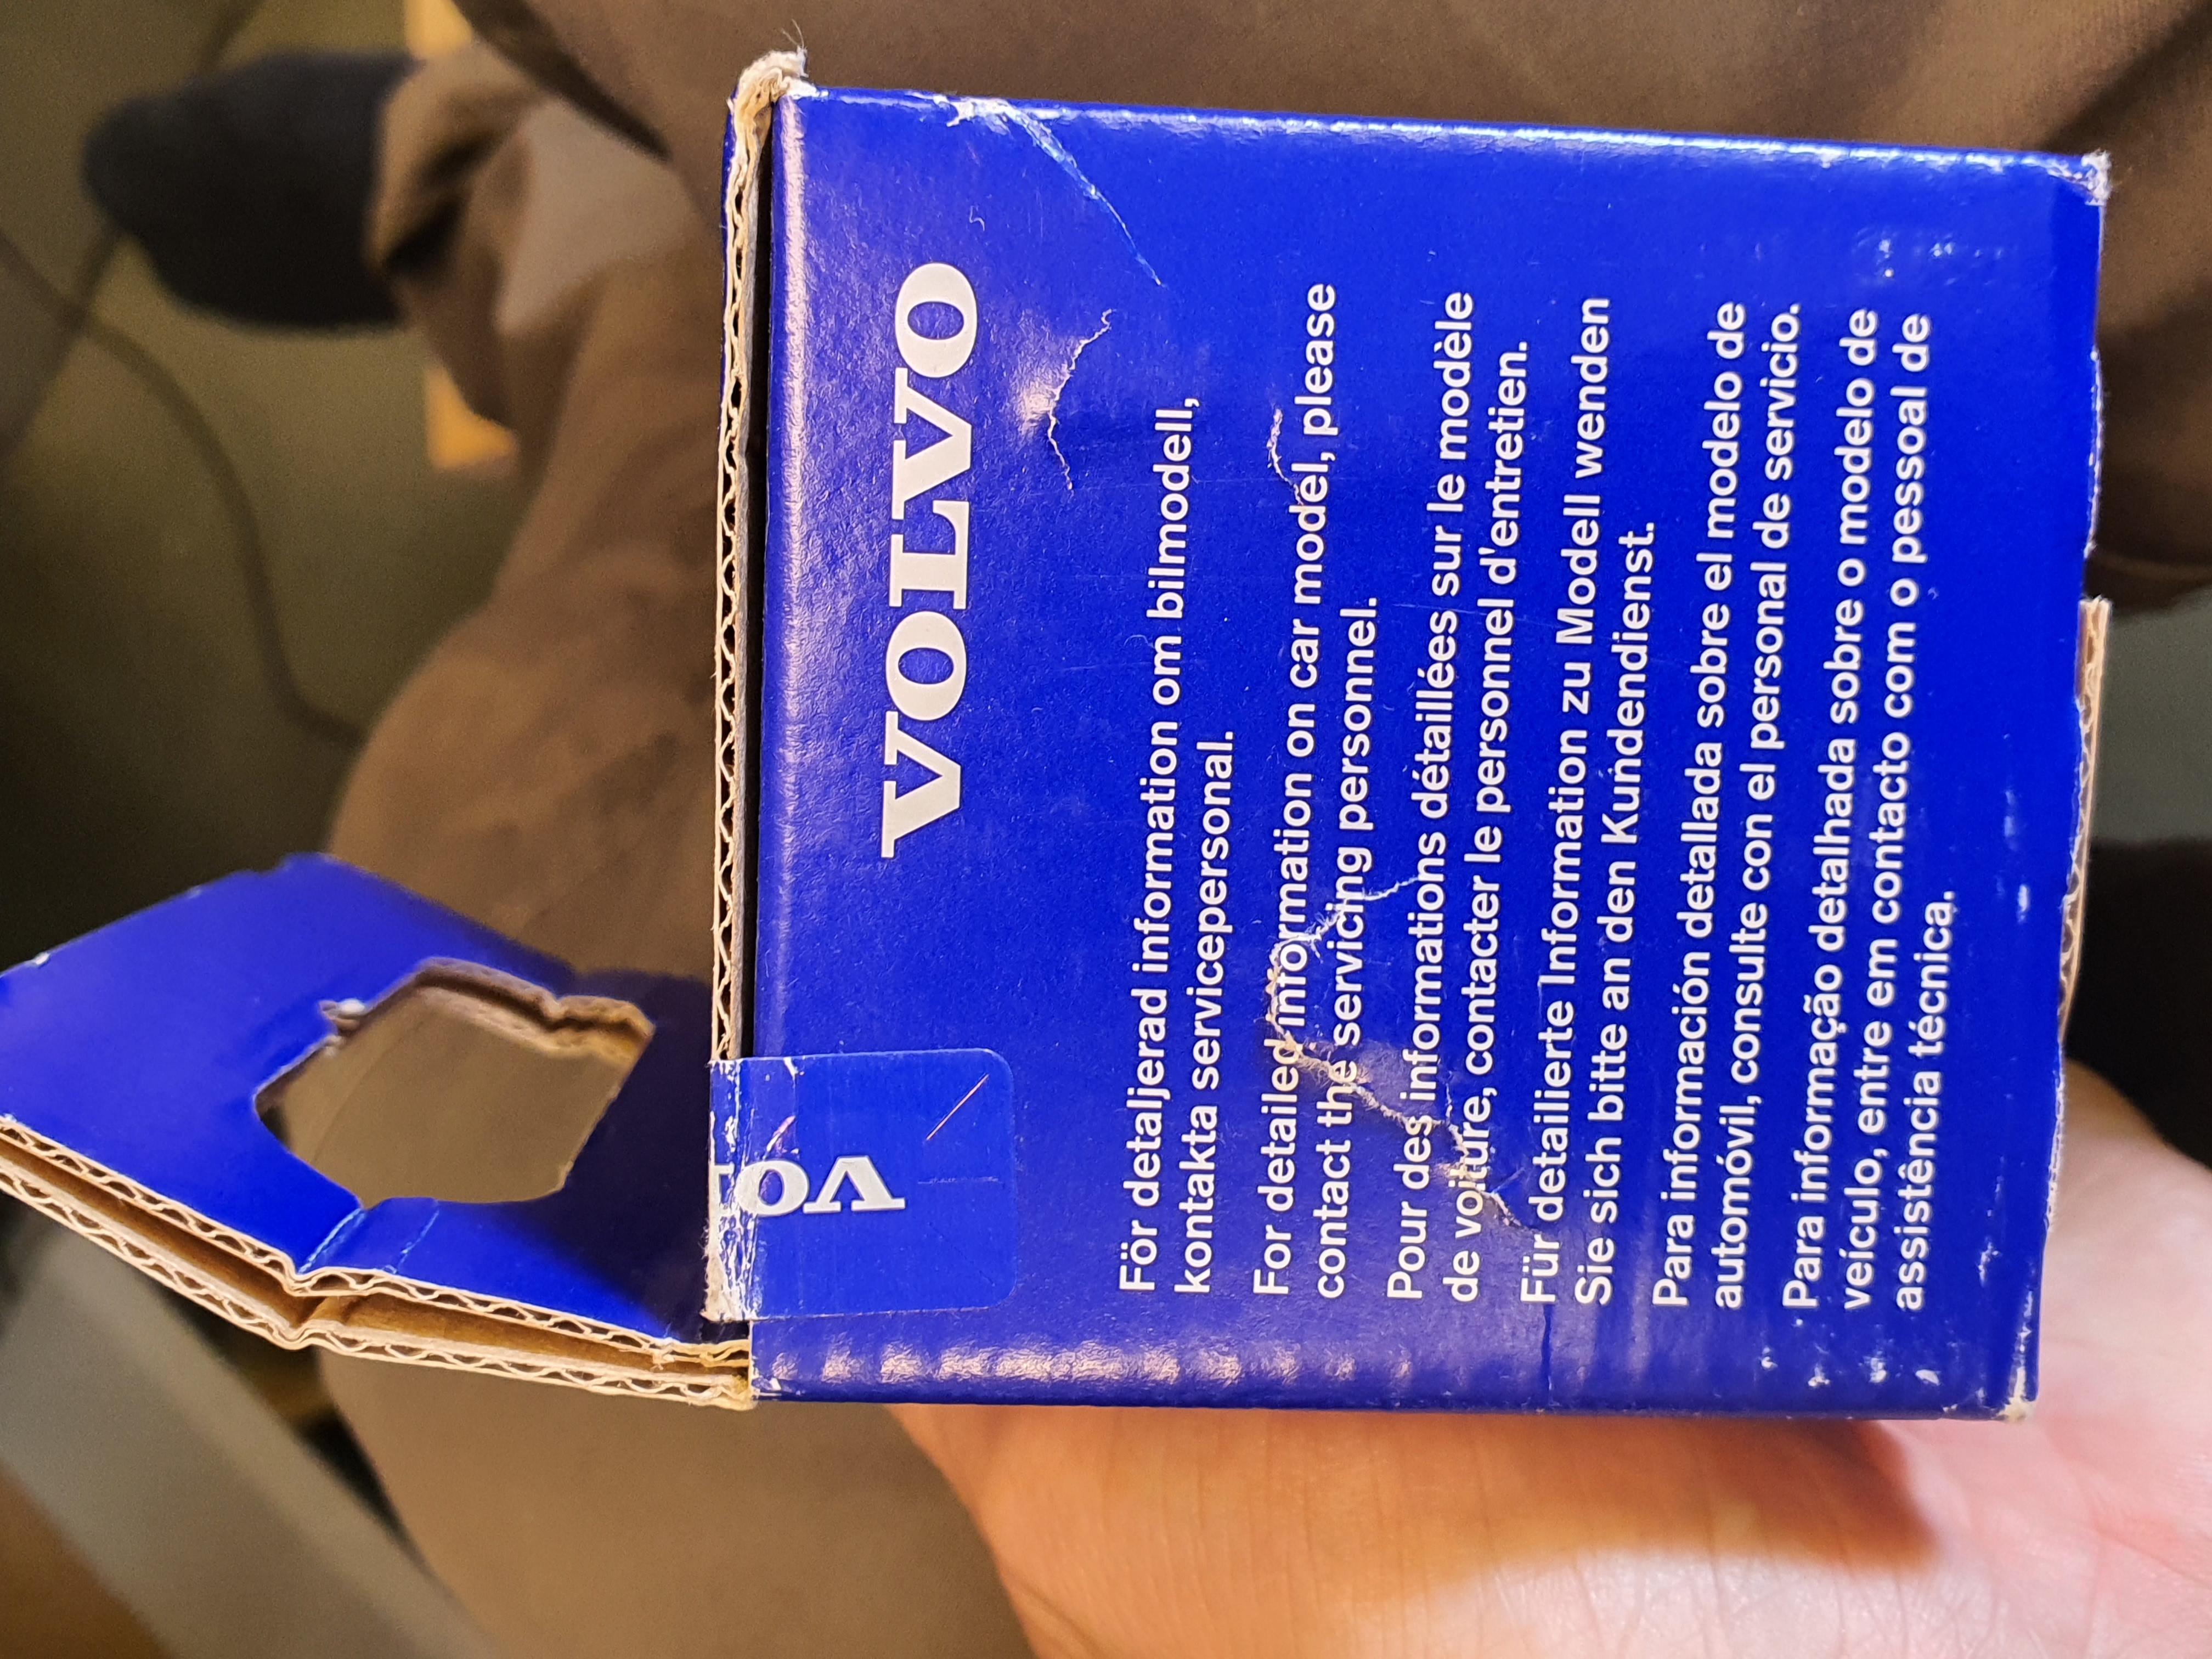 VOLVO
För detaljerad information om bilmodell,
kontakta servicepersonal.
For detailed information on car model, please
contact the servicing personnel.
Pour des informations détaillées sur le modèle
de voiture, contacter le personnel d'entretien.
Für detailierte Information zu Modell wenden
Sie sich bitte an den Kundendienst.
Para información detallada sobre el modelo de
automóvil, consulte con el personal de servicio.
Para informação detalhada sobre o modelo de
veículo, entre em contacto com o pessoal de
assistência técnica.